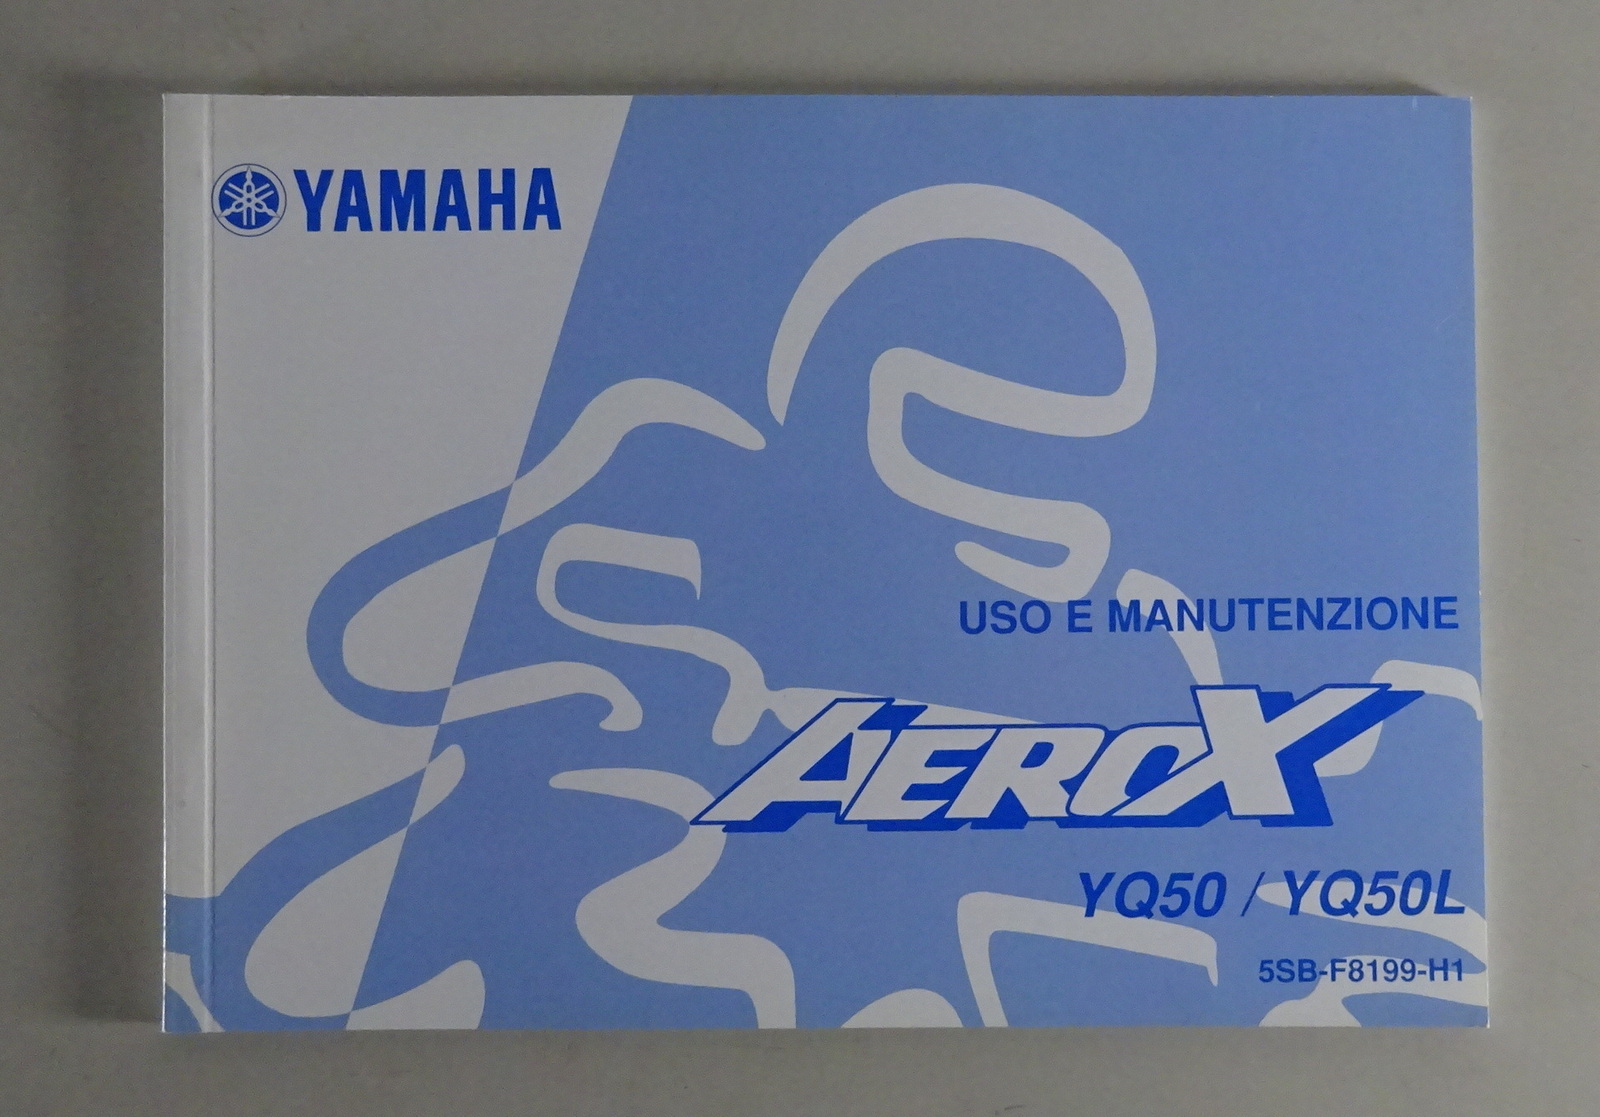 YAMAHA
USO E MANUTENZIONE
AEROX
YQ50 / YQ50L
5SB-F8199-H1